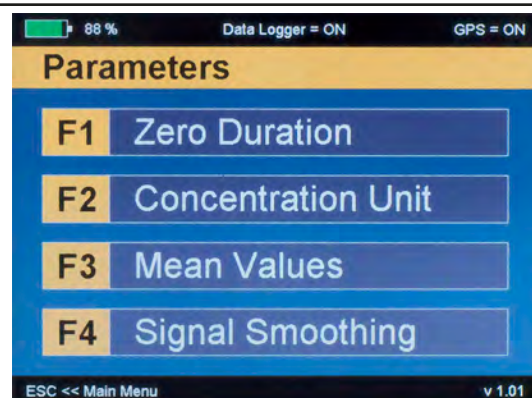 88 % Data Logger = ON GPS = ON
Parameters
F1 Zero Duration
F2 Concentration Unit
F3 Mean Values
F4 Signal Smoothing
ESC << Main Menu v 1.01